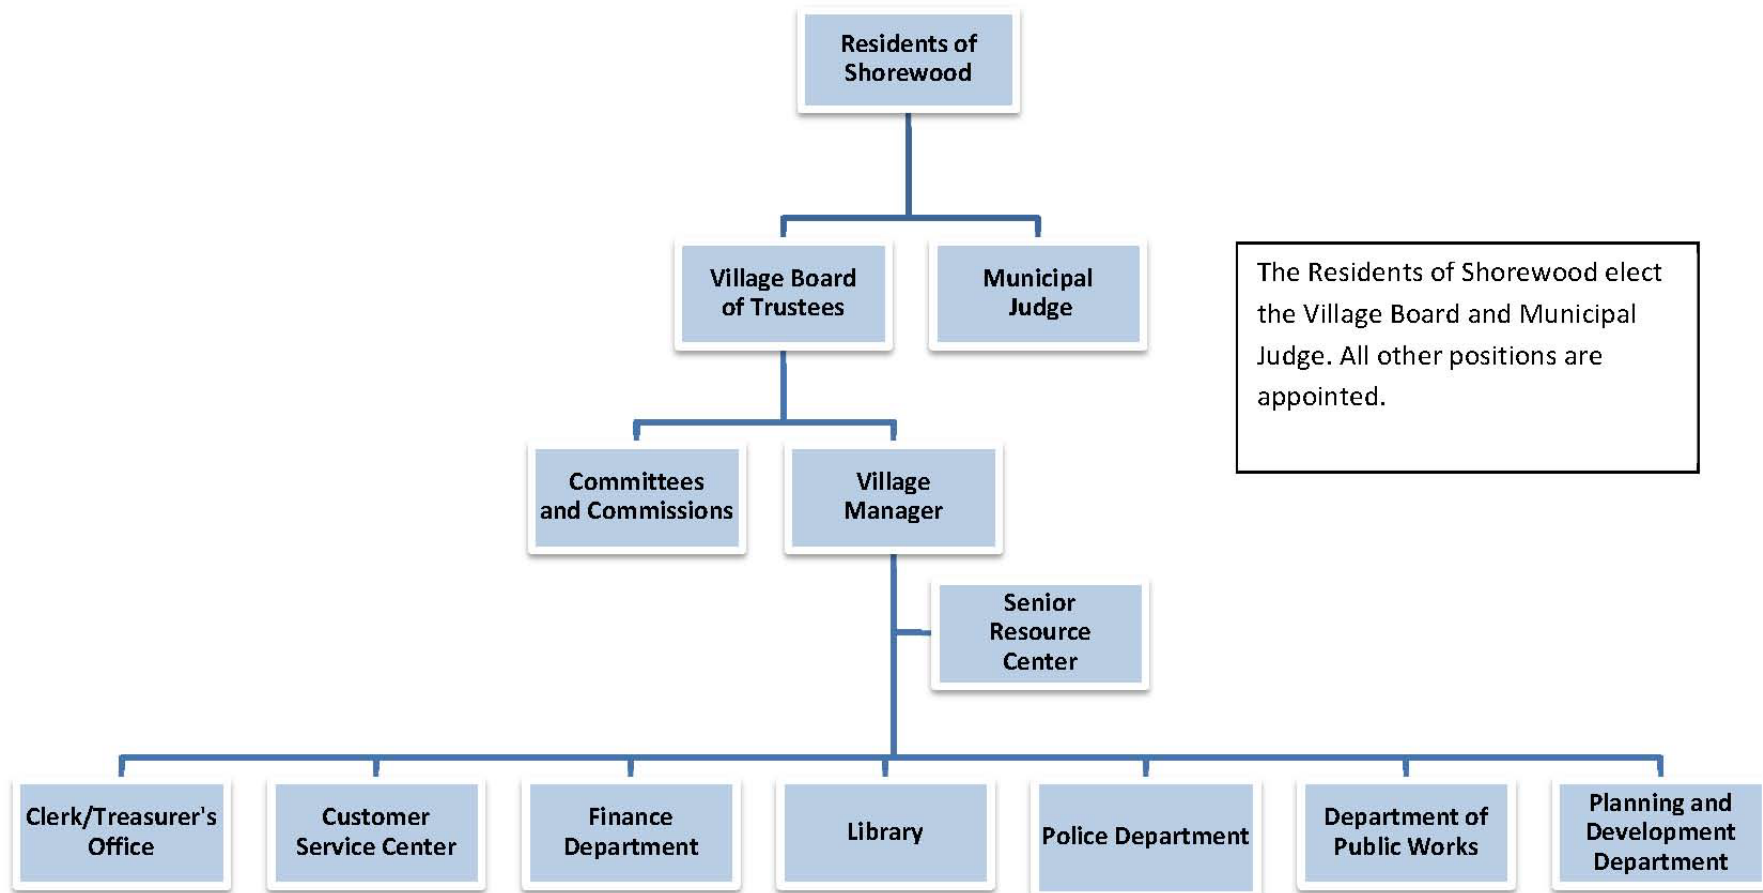 Residents of
Shorewood
Village Board
of Trustees
Municipal
Judge
The Residents of Shorewood elect
the Village Board and Municipal
Judge. All other positions are
appointed.
Committees
and Commissions
Village
Manager
Senior
Resource
Center
Clerk/Treasurer's
Office
Customer
Service Center
Finance
Department
Library
Police Department
Department of
Public Works
Planning and
Development
Department